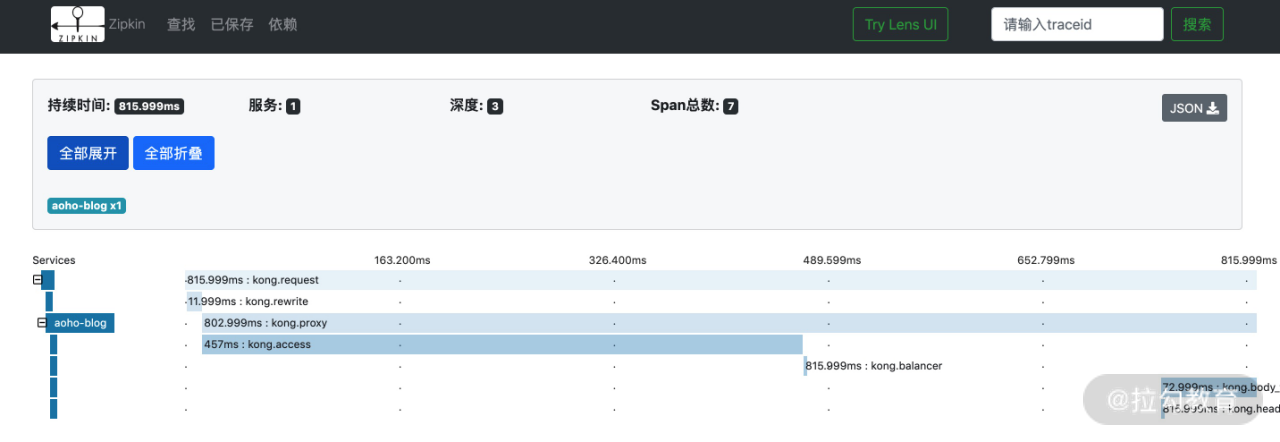 ZIPKIN
Zipkin 查找 已保存 依赖 Try Lens UI 请输入traceid 搜索
持续时间: 815.999ms 服务: 1 深度: 3 Span总数: 7 JSON
全部展开 全部折叠
aoho-blog x1
Services 163.200ms 326.400ms 489.599ms 652.799ms 815.999ms
815.999ms : kong.request
11.999ms : kong.rewrite
aoho-blog 802.999ms : kong.proxy
457ms : kong.access
815.999ms : kong.balancer
72.999ms : kong.body_
815.999ms : kong.head
@拉勾教育